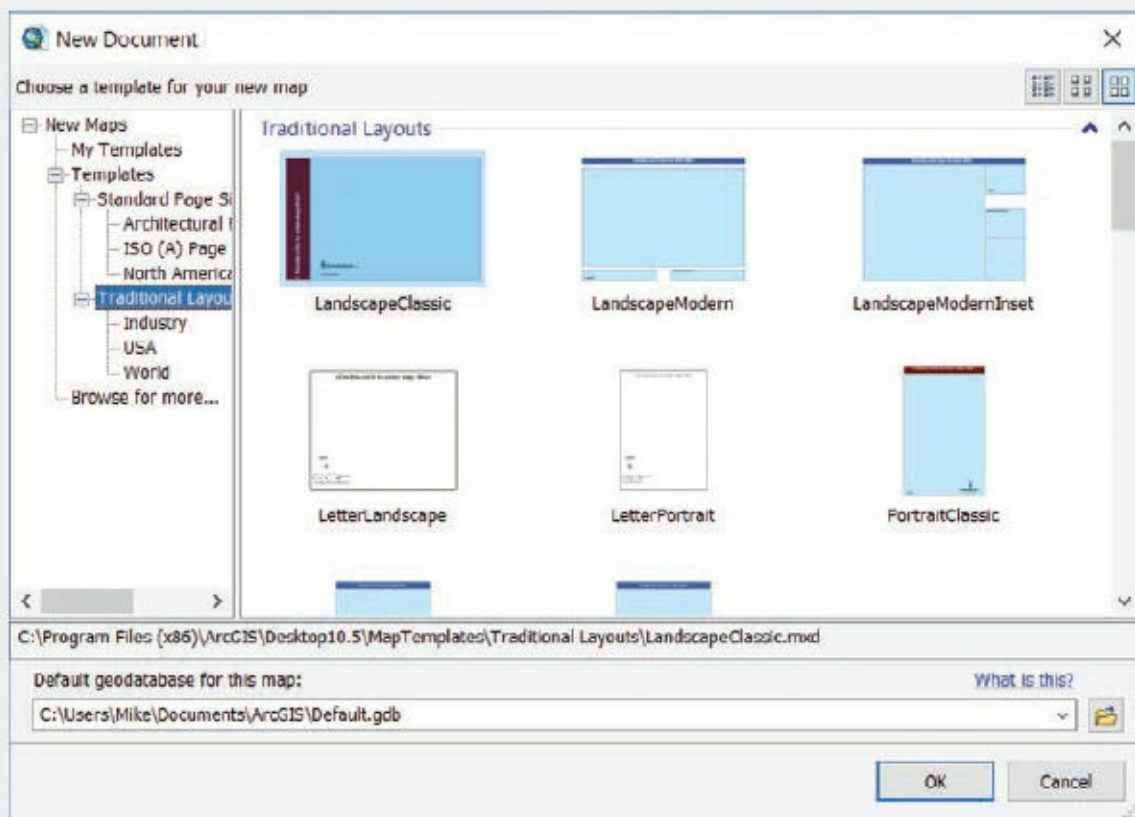 New Document
Choose a template for your new map
New Maps
My Templates
Templates
Standard Page Si
Architectural
ISO (A) Page
North America
Traditional Layou
Industry
USA
World
Browse for more...
Traditional Layouts
LandscapeClassic
LandscapeModern
LandscapeModernInset
LetterLandscape
LetterPortrait
PortraitClassic
C:\Program Files (x86)\ArcGIS\Desktop10.5\MapTemplates\Traditional Layouts\LandscapeClassic.mxd
Default geodatabase for this map:
What is this?
C:\Users\Mike\Documents\ArcGIS\Default.gdb
OK
Cancel